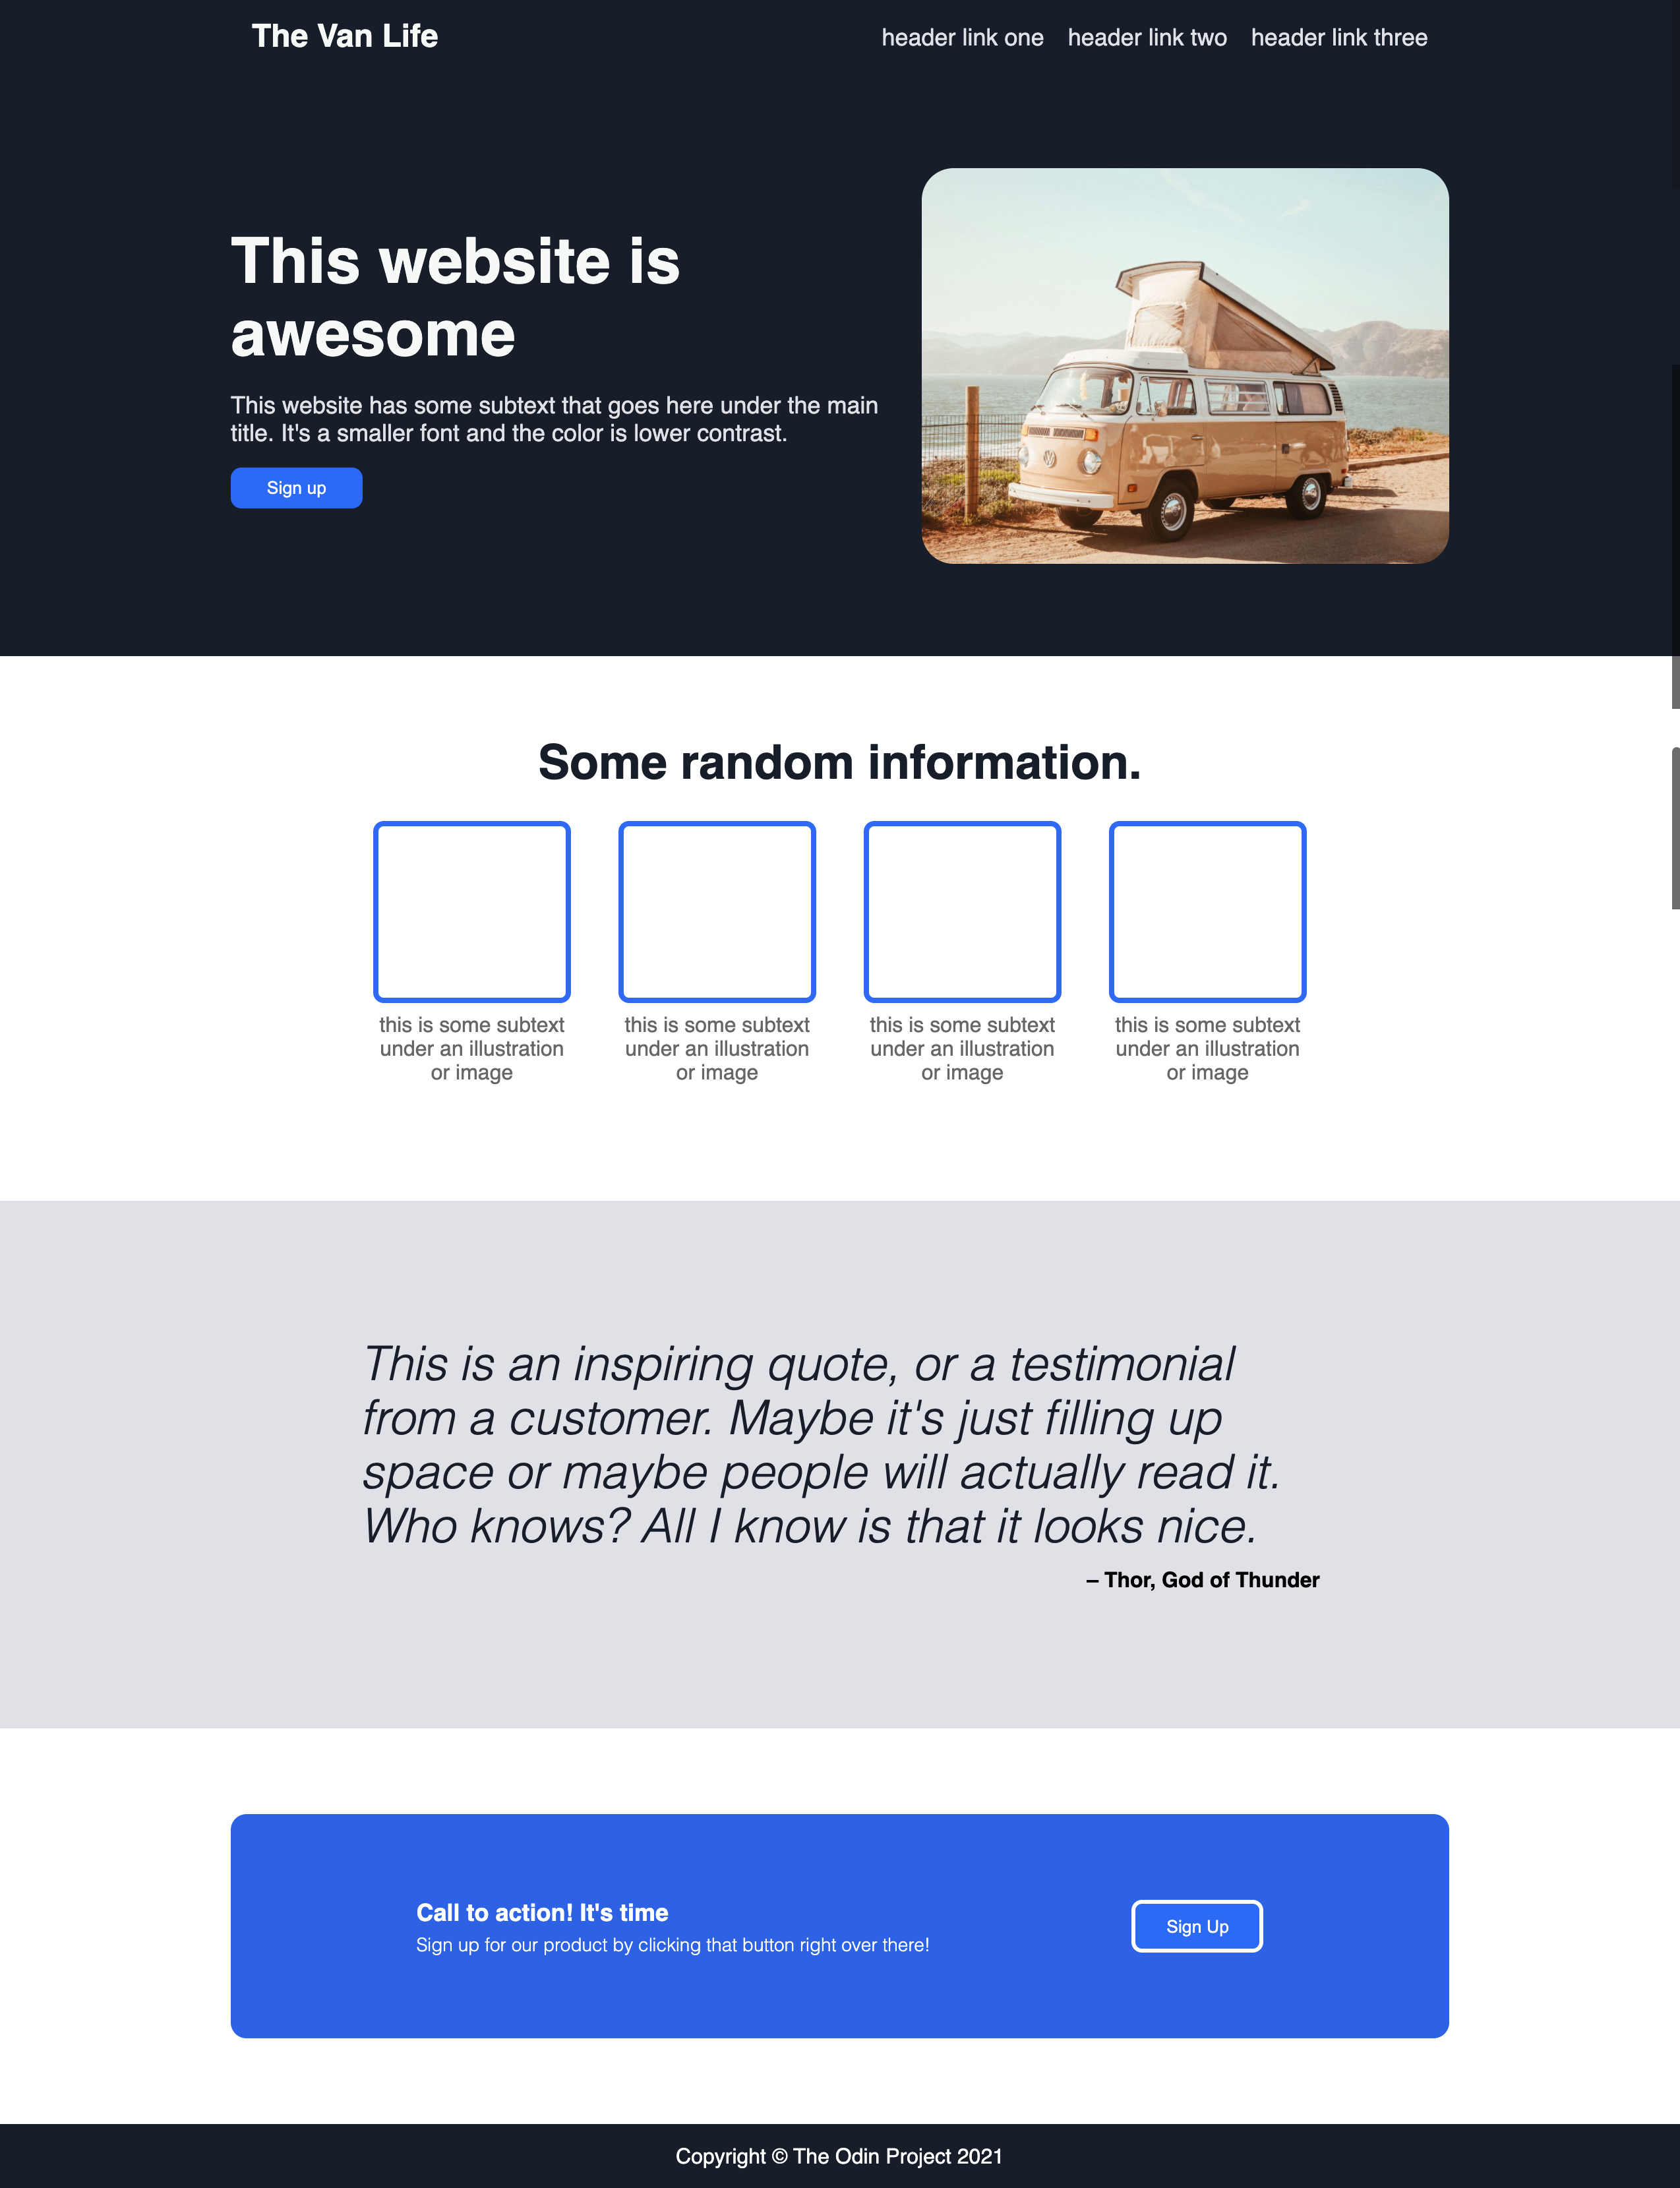 The Van Life
header link one header link two header link three
This website is
awesome
This website has some subtext that goes here under the main
title. It's a smaller font and the color is lower contrast.
Sign up
Some random information.
this is some subtext
under an illustration
or image
this is some subtext
under an illustration
or image
this is some subtext
under an illustration
or image
this is some subtext
under an illustration
or image
This is an inspiring quote, or a testimonial
from a customer. Maybe it's just filling up
space or maybe people will actually read it.
Who knows? All I know is that it looks nice.
– Thor, God of Thunder
Call to action! It's time
Sign up for our product by clicking that button right over there!
Sign Up
Copyright © The Odin Project 2021